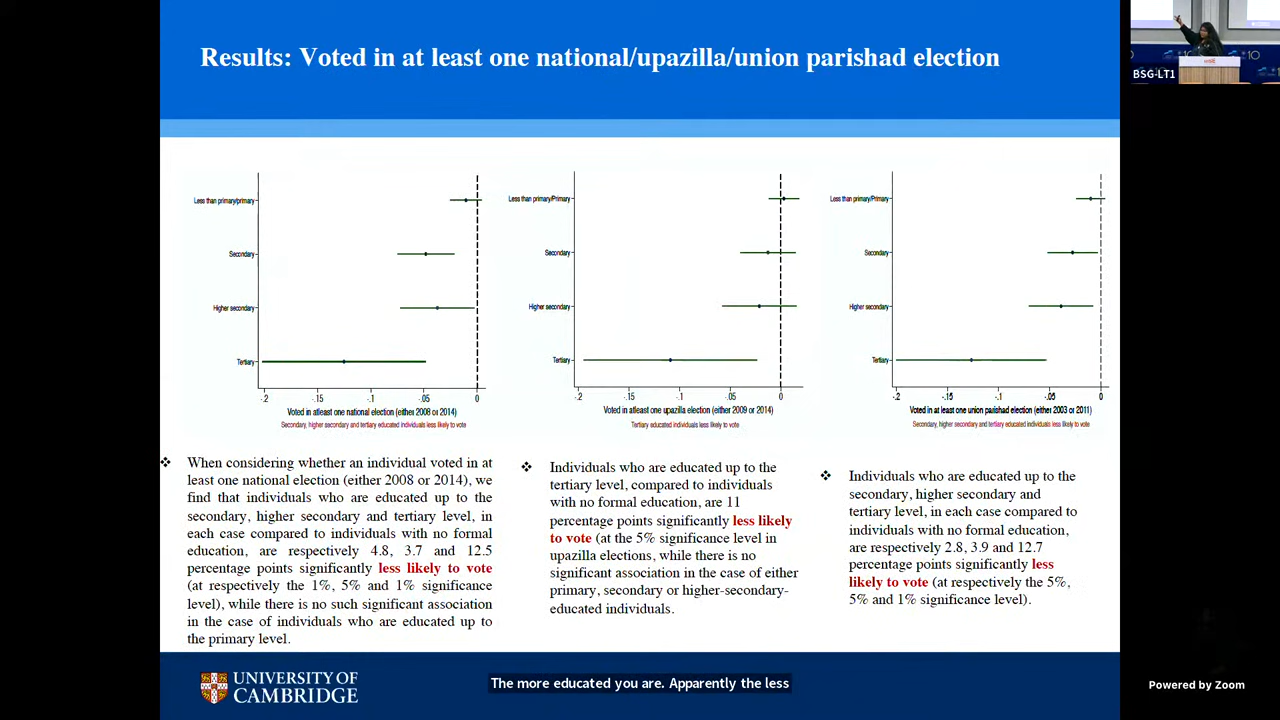 Results: Voted in at least one national/upazilla/union parishad election
BSG-LT1
Less than primary/primary
Secondary
Higher secondary
Tertiary
-.2
-.15
-.1
-.05
0
Voted in atleast one national election (either 2008 or 2014)
Secondary, higher secondary and tertiary educated individuals less likely to vote
Less than primary/Primary
Secondary
Higher secondary
Tertiary
-.2
-.15
-.1
-.05
0
Voted in atleast one upazilla election (either 2009 or 2014)
Tertiary educated individuals less likely to vote
Less than primary/Primary
Secondary
Higher secondary
Tertiary
-.2
-.15
-.1
-.05
0
Voted in at least one union parishad election (either 2003 or 2011)
Secondary, higher secondary and tertiary educated individuals less likely to vote
When considering whether an individual voted in at
least one national election (either 2008 or 2014), we
find that individuals who are educated up to the
secondary, higher secondary and tertiary level, in
each case compared to individuals with no formal
education, are respectively 4.8, 3.7 and 12.5
percentage points significantly less likely to vote
(at respectively the 1%, 5% and 1% significance
level), while there is no such significant association
in the case of individuals who are educated up to
the primary level.
Individuals who are educated up to the
tertiary level, compared to individuals
with no formal education, are 11
percentage points significantly less likely
to vote (at the 5% significance level in
upazilla elections, while there is no
significant association in the case of either
primary, secondary or higher-secondary-
educated individuals.
Individuals who are educated up to the
secondary, higher secondary and
tertiary level, in each case compared to
individuals with no formal education,
are respectively 2.8, 3.9 and 12.7
percentage points significantly less
likely to vote (at respectively the 5%,
5% and 1% significance level).
UNIVERSITY OF
CAMBRIDGE
The more educated you are. Apparently the less
Powered by Zoom